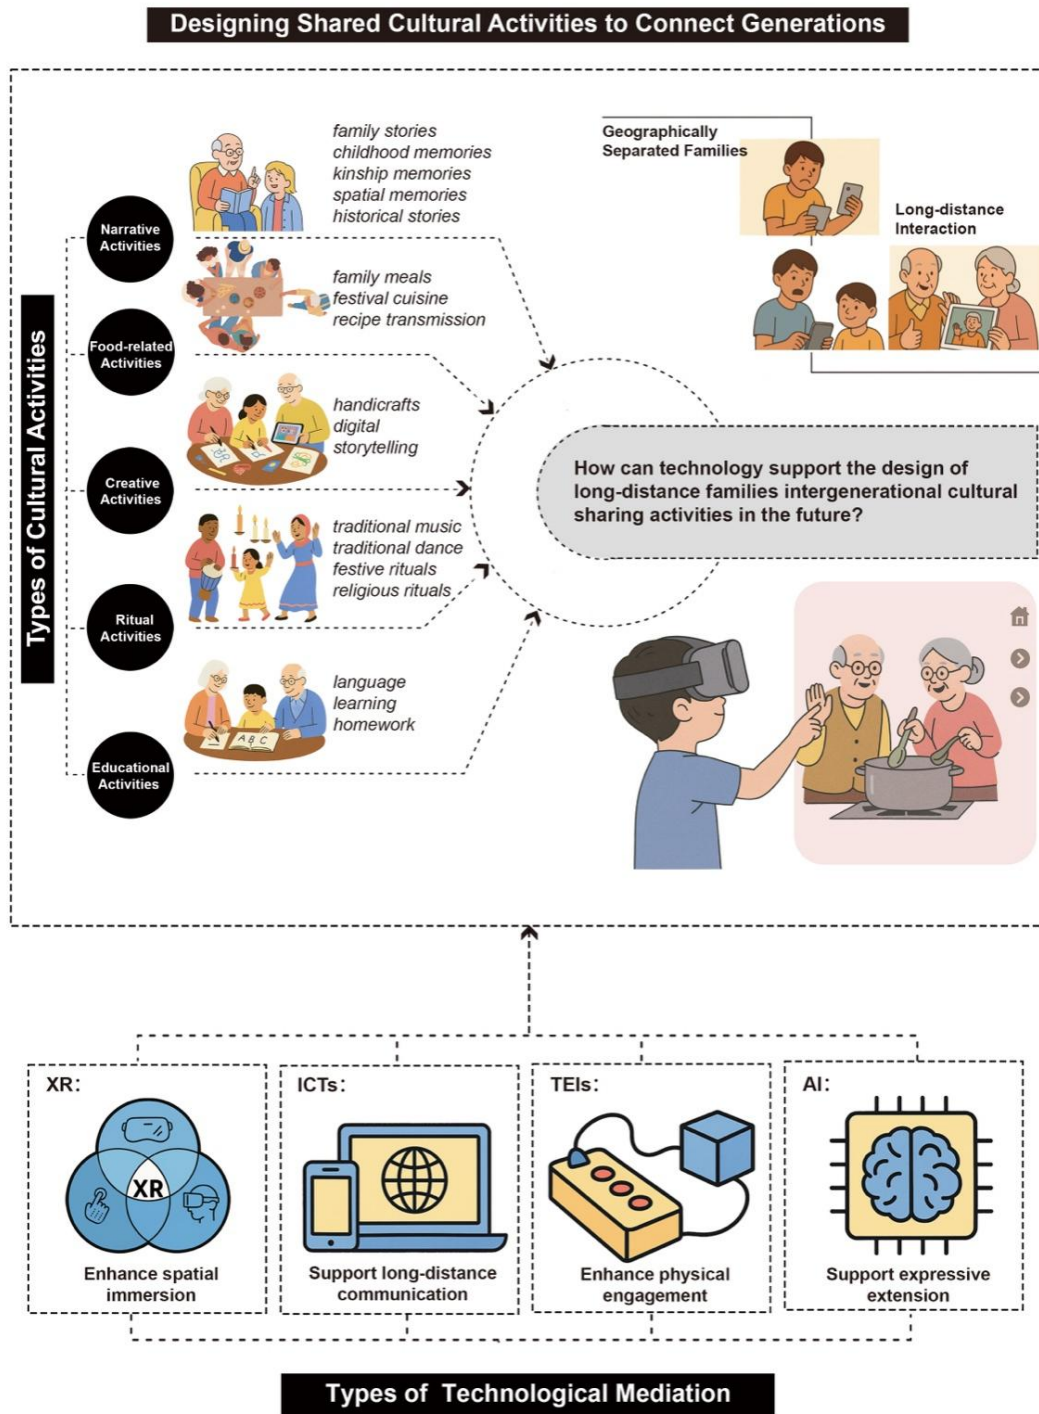 Designing Shared Cultural Activities to Connect Generations
Types of Cultural Activities
Narrative
Activities
family stories
childhood memories
kinship memories
spatial memories
historical stories
Food-related
Activities
family meals
festival cuisine
recipe transmission
Creative
Activities
handicrafts
digital
storytelling
Ritual
Activities
traditional music
traditional dance
festive rituals
religious rituals
Educational
Activities
A B C
language
learning
homework
Geographically
Separated Families
Long-distance
Interaction
How can technology support the design of
long-distance families intergenerational cultural
sharing activities in the future?
XR:
XR
Enhance spatial
immersion
ICTs:
Support long-distance
communication
TEIs:
Enhance physical
engagement
AI:
Support expressive
extension
Types of Technological Mediation